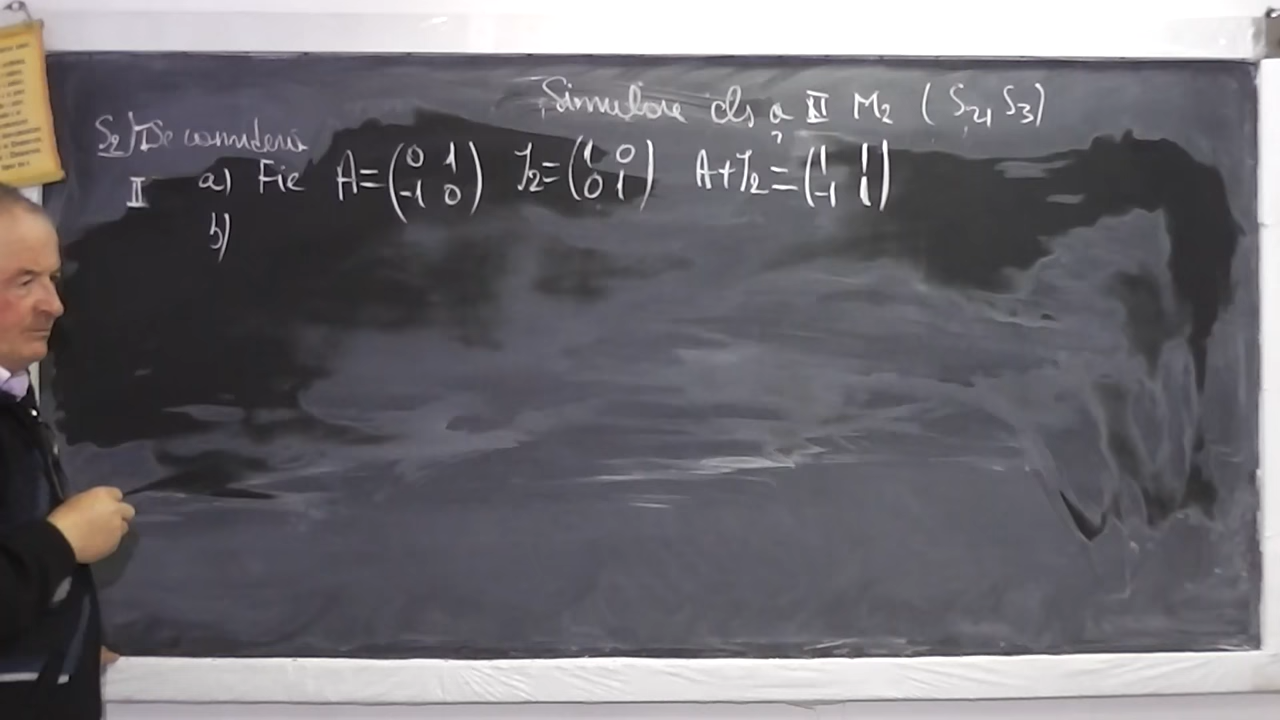 Simulare cls a XII M2 (S2, S3)
S2) I Se consideră
II a) Fie A=(0 1 -1 0) I2=(1 0 0 1) A+I2 ?= (1 1 -1 1)
b)